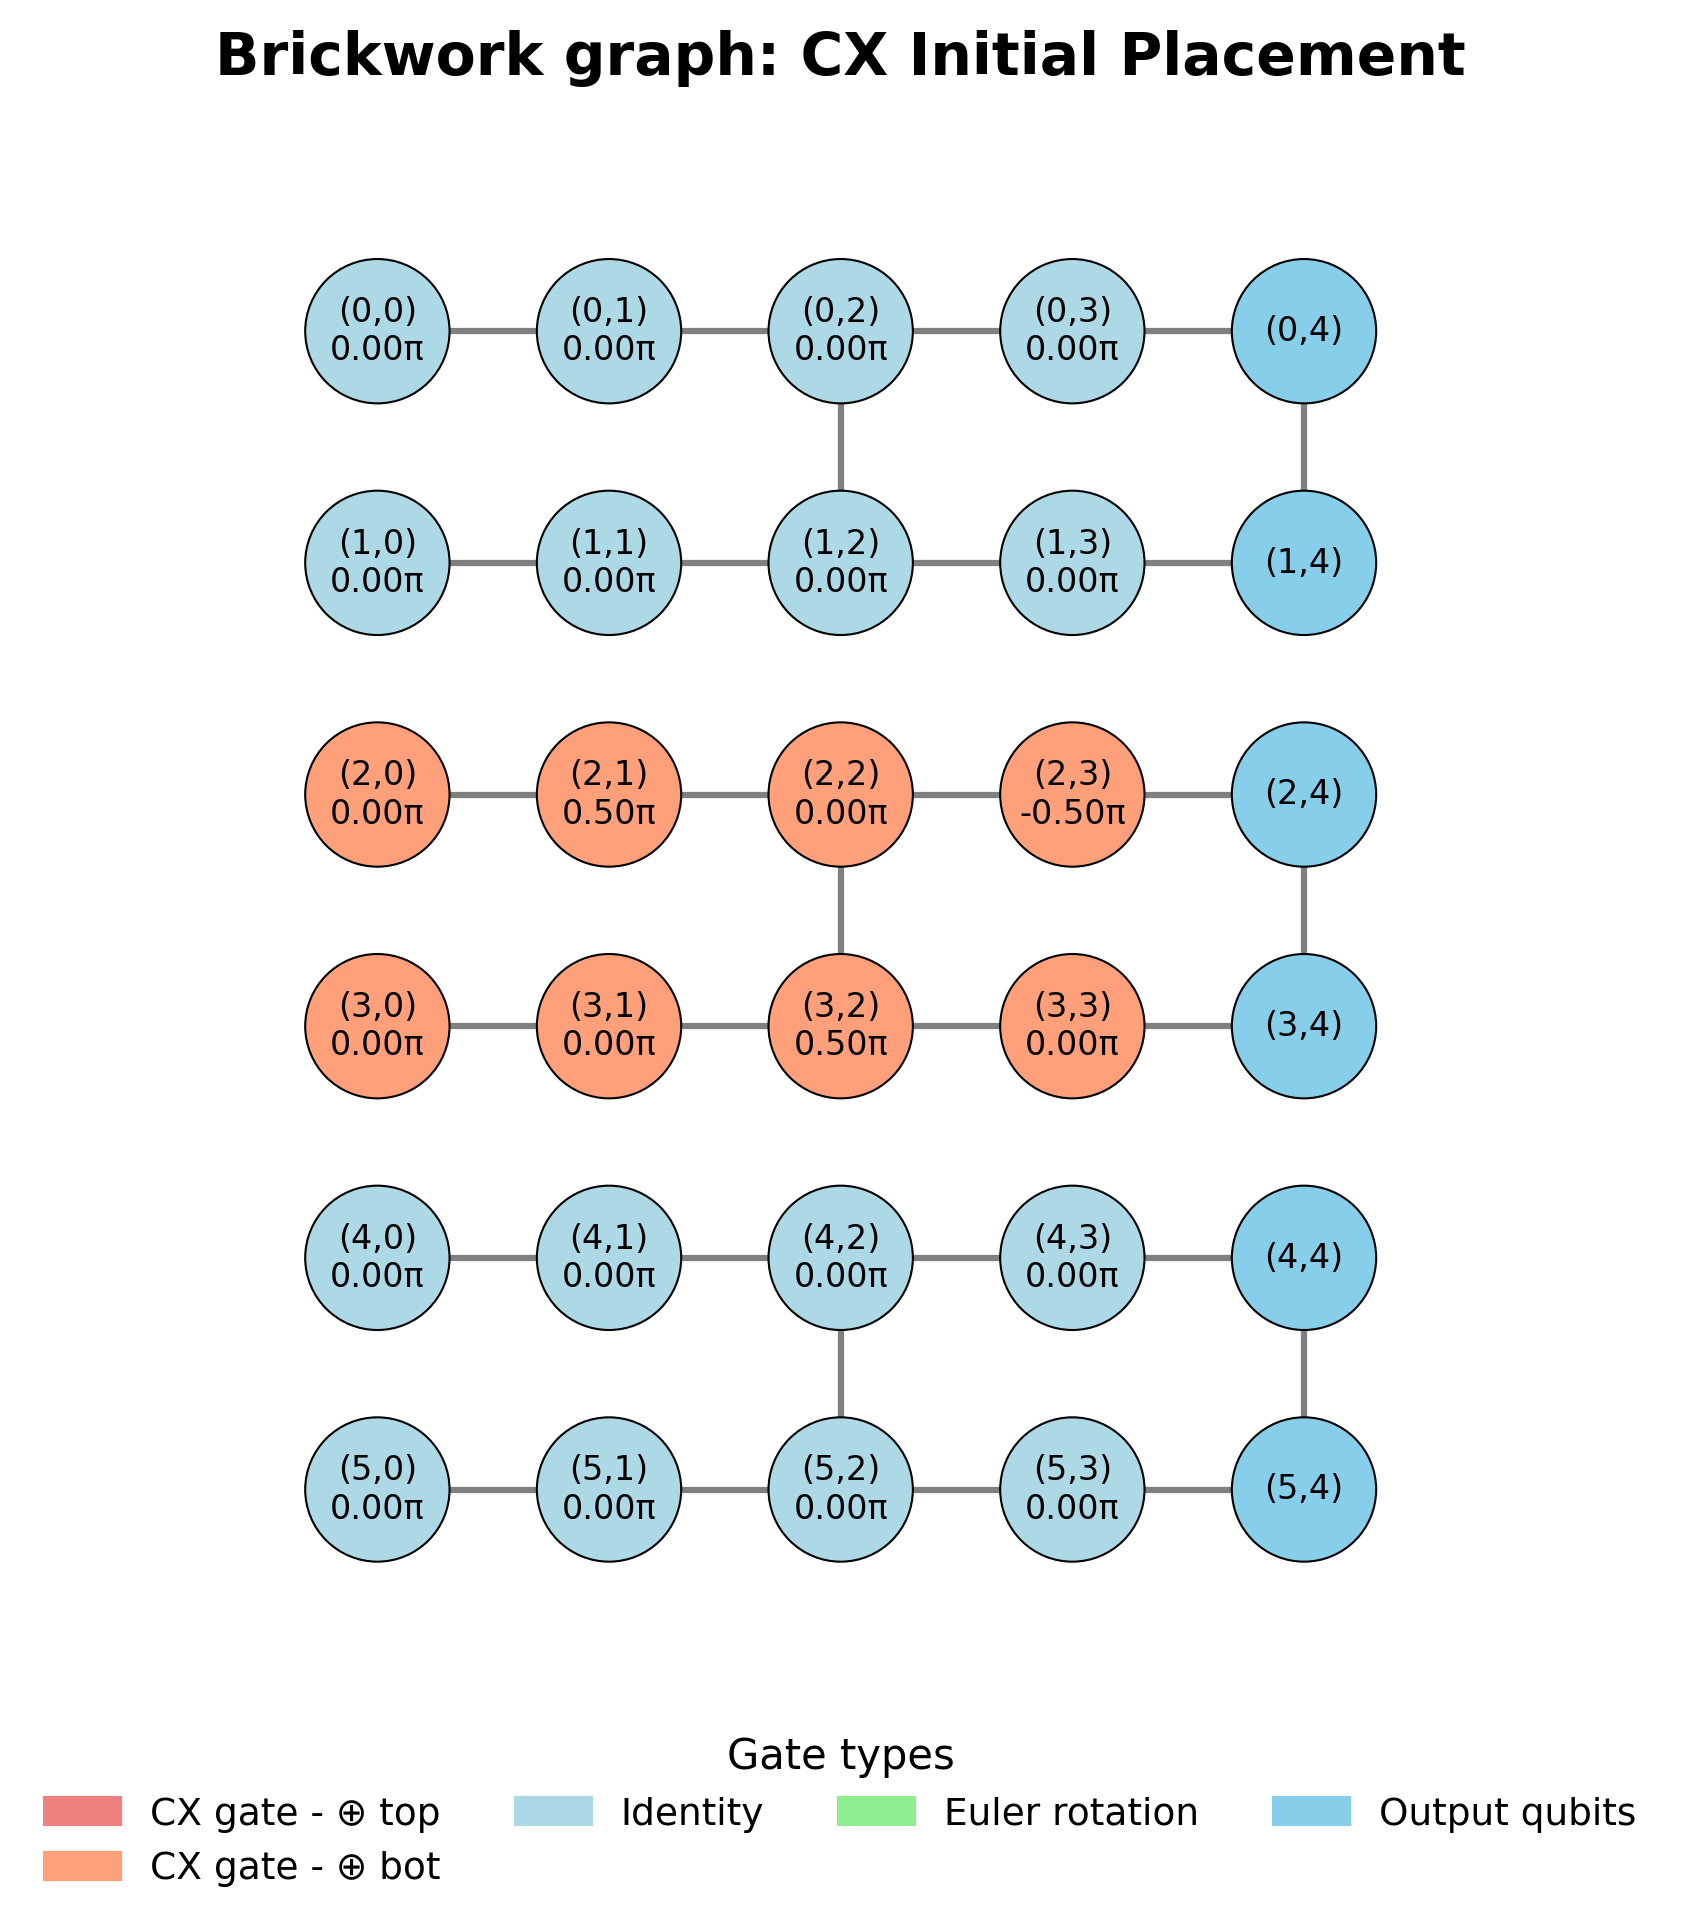 Brickwork graph: CX Initial Placement
(0,0)
0.00π
(0,1)
0.00π
(0,2)
0.00π
(0,3)
0.00π
(0,4)
(1,0)
0.00π
(1,1)
0.00π
(1,2)
0.00π
(1,3)
0.00π
(1,4)
(2,0)
0.00π
(2,1)
0.50π
(2,2)
0.00π
(2,3)
-0.50π
(2,4)
(3,0)
0.00π
(3,1)
0.00π
(3,2)
0.50π
(3,3)
0.00π
(3,4)
(4,0)
0.00π
(4,1)
0.00π
(4,2)
0.00π
(4,3)
0.00π
(4,4)
(5,0)
0.00π
(5,1)
0.00π
(5,2)
0.00π
(5,3)
0.00π
(5,4)
Gate types
CX gate - ⊕ top
CX gate - ⊕ bot
Identity
Euler rotation
Output qubits